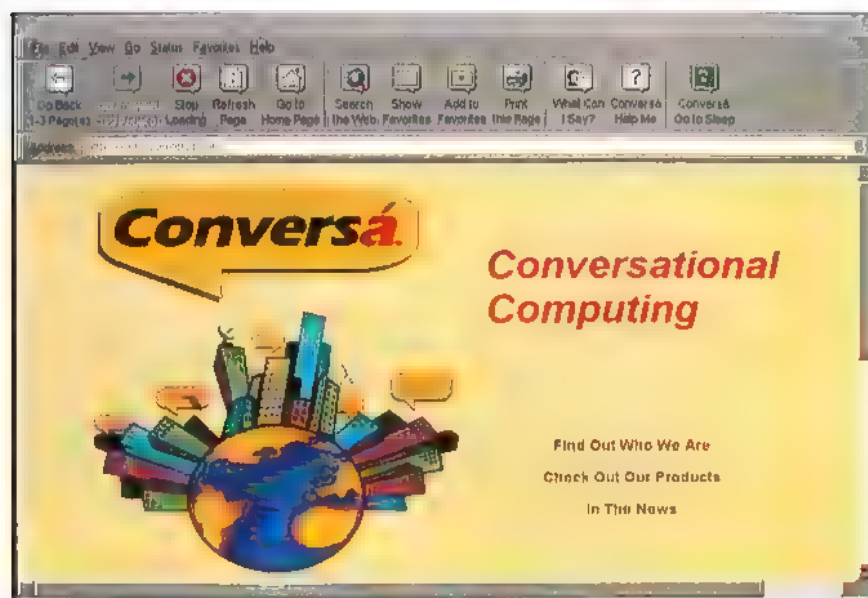 File Edit View Go Status Favorites Help
Go Back Stop Refresh Go to Search Show Add to Print What Can Conversá Conversá
1-3 Page(s) Loading Page Home Page the Web Favorites Favorites this Page I Say? Help Me Go to Sleep
Address
Conversá.
Conversational
Computing
Find Out Who We Are
Check Out Our Products
In The News